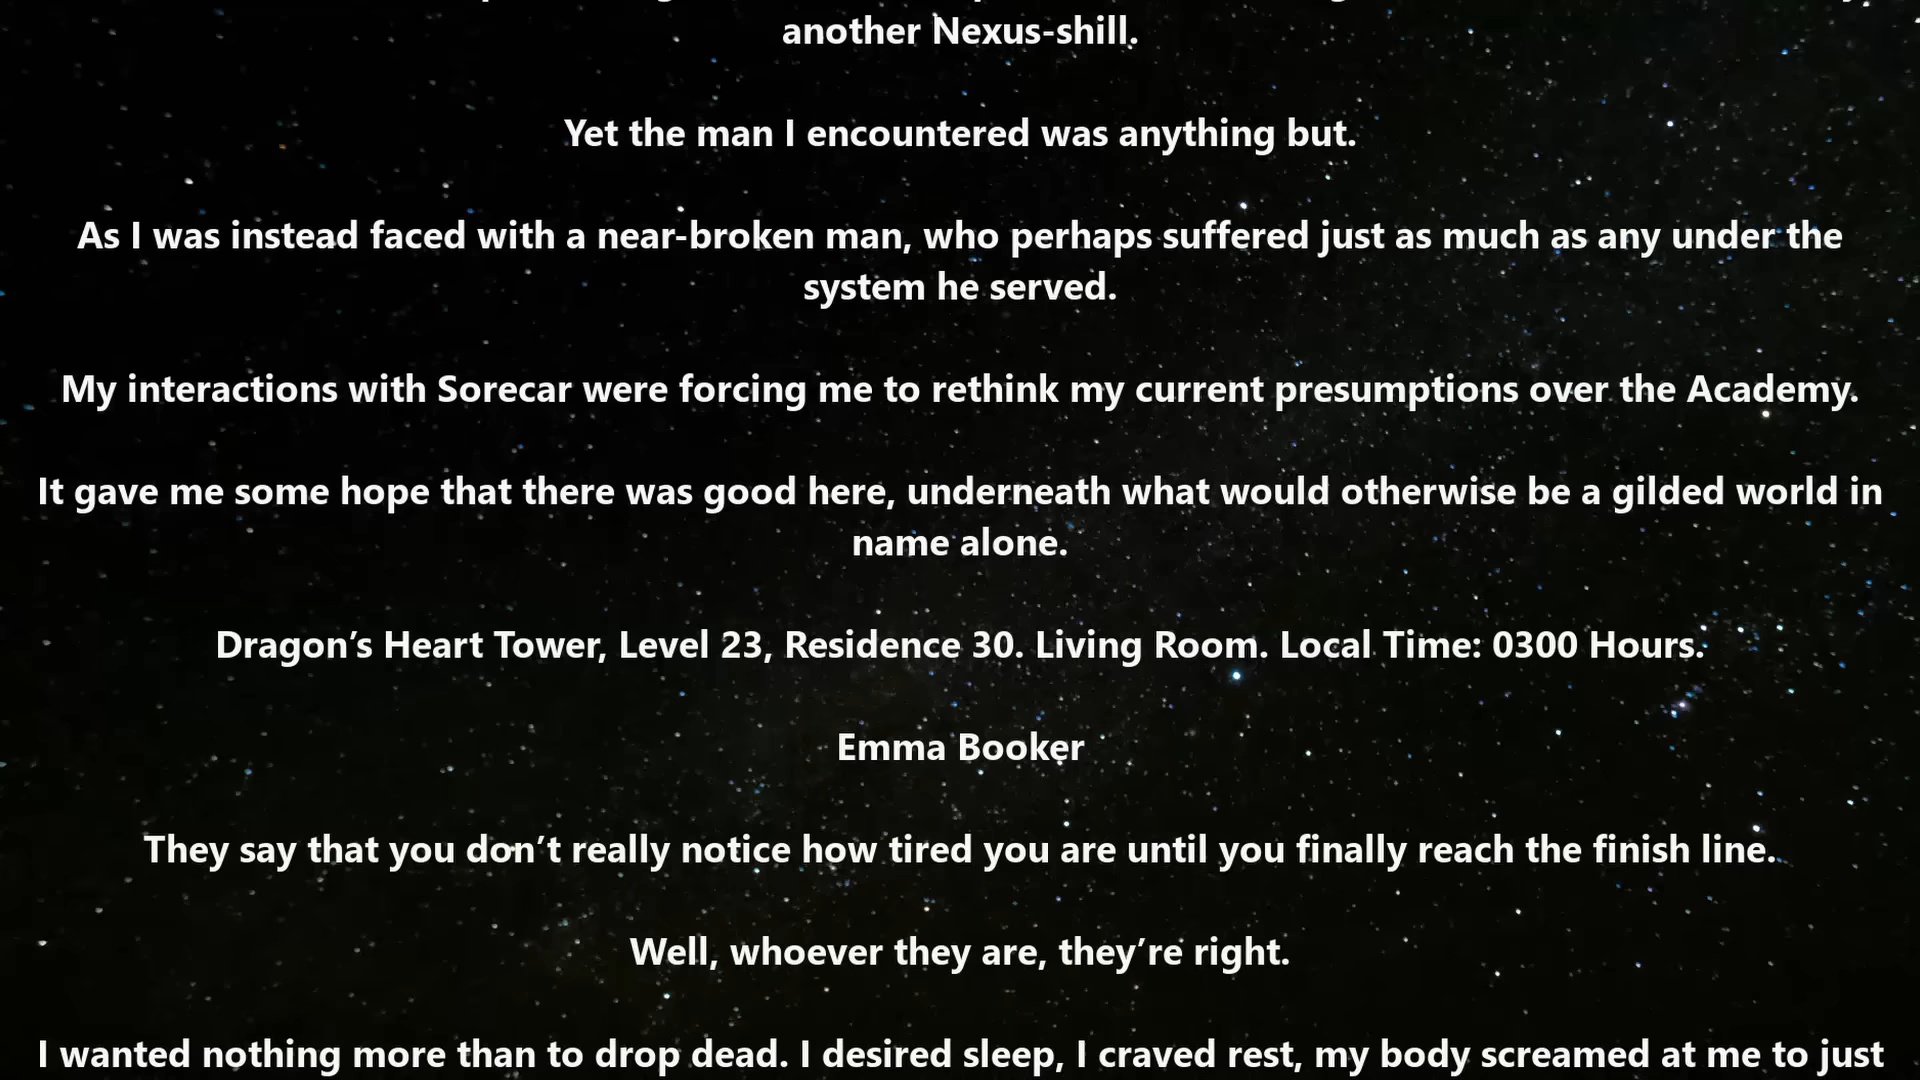 another Nexus-shill.
Yet the man I encountered was anything but.
As I was instead faced with a near-broken man, who perhaps suffered just as much as any under the
system he served.
My interactions with Sorecar were forcing me to rethink my current presumptions over the Academy.
It gave me some hope that there was good here, underneath what would otherwise be a gilded world in
name alone.
Dragon’s Heart Tower, Level 23, Residence 30. Living Room. Local Time: 0300 Hours.
Emma Booker
They say that you don’t really notice how tired you are until you finally reach the finish line.
Well, whoever they are, they’re right.
I wanted nothing more than to drop dead. I desired sleep, I craved rest, my body screamed at me to just